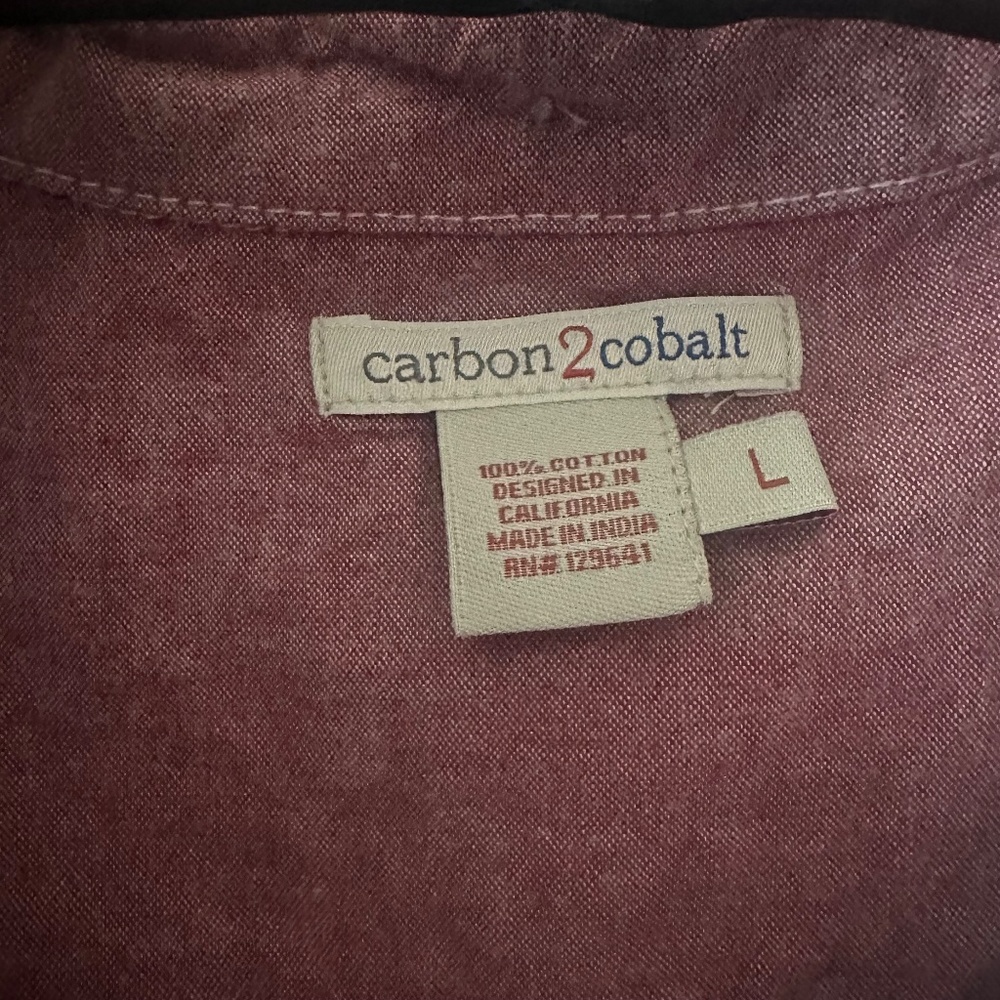 carbon2cobalt
L
100% COTTON
DESIGNED IN
CALIFORNIA
MADE IN INDIA
RN# 129641